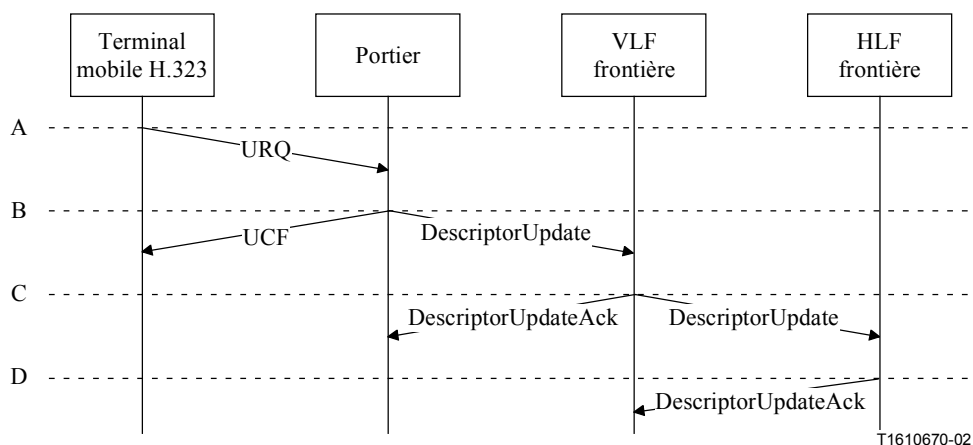 Terminal
mobile H.323
Portier
VLF
frontière
HLF
frontière
A
URQ
B
UCF
DescriptorUpdate
C
DescriptorUpdateAck
DescriptorUpdate
D
DescriptorUpdateAck
T1610670-02